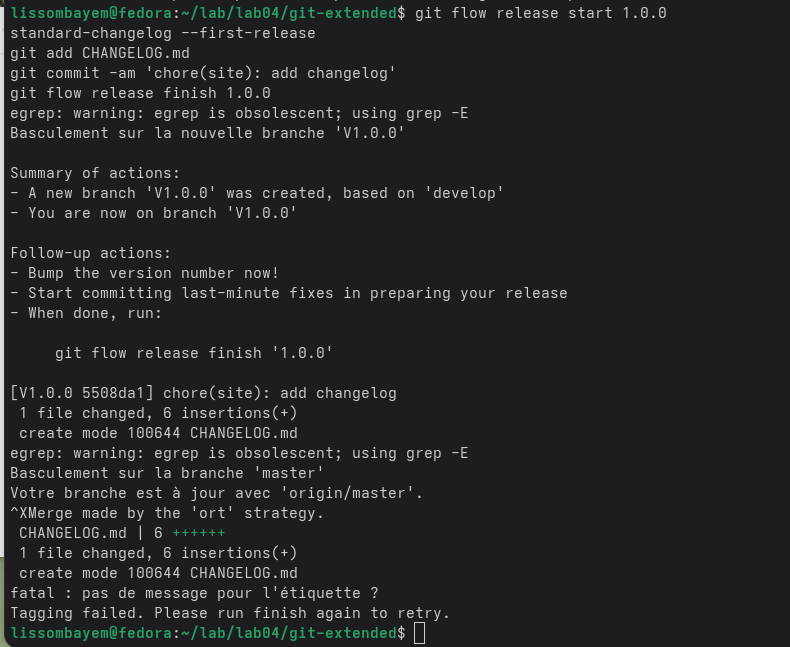 lissombayem@fedora:~/lab/lab04/git-extended$ git flow release start 1.0.0
standard-changelog --first-release
git add CHANGELOG.md
git commit -am 'chore(site): add changelog'
git flow release finish 1.0.0
egrep: warning: egrep is obsolescent; using grep -E
Basculement sur la nouvelle branche 'V1.0.0'
Summary of actions:
- A new branch 'V1.0.0' was created, based on 'develop'
- You are now on branch 'V1.0.0'
Follow-up actions:
- Bump the version number now!
- Start committing last-minute fixes in preparing your release
- When done, run:
git flow release finish '1.0.0'
[V1.0.0 5508da1] chore(site): add changelog
1 file changed, 6 insertions(+)
create mode 100644 CHANGELOG.md
egrep: warning: egrep is obsolescent; using grep -E
Basculement sur la branche 'master'
Votre branche est à jour avec 'origin/master'.
^XMerge made by the 'ort' strategy.
CHANGELOG.md | 6 ++++++
1 file changed, 6 insertions(+)
create mode 100644 CHANGELOG.md
fatal : pas de message pour l'étiquette ?
Tagging failed. Please run finish again to retry.
lissombayem@fedora:~/lab/lab04/git-extended$